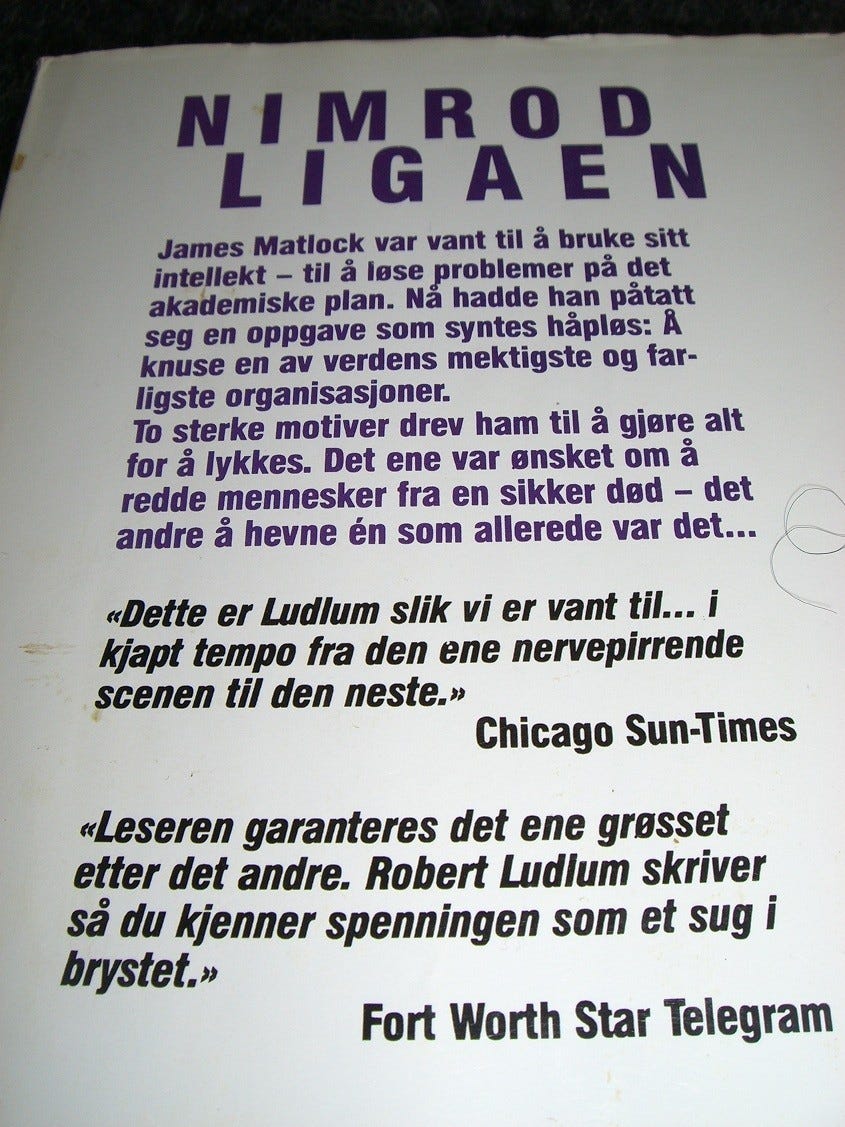 NIMROD
LIGAEN
James Matlock var vant til å bruke sitt
intellekt – til å løse problemer på det
akademiske plan. Nå hadde han påtatt
seg en oppgave som syntes håpløs: Å
knuse en av verdens mektigste og far-
ligste organisasjoner.
To sterke motiver drev ham til å gjøre alt
for å lykkes. Det ene var ønsket om å
redde mennesker fra en sikker død – det
andre å hevne én som allerede var det...
«Dette er Ludlum slik vi er vant til... i
kjapt tempo fra den ene nervepirrende
scenen til den neste.»
Chicago Sun-Times
«Leseren garanteres det ene grøsset
etter det andre. Robert Ludlum skriver
så du kjenner spenningen som et sug i
brystet.»
Fort Worth Star Telegram